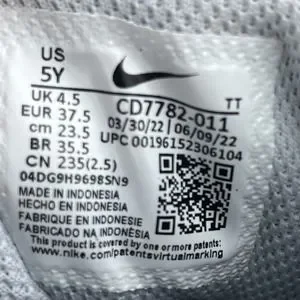 US
5Y
UK 4.5
EUR 37.5
cm 23.5
BR 35.5
CN 235(2.5)
CD7782-011 TT
03/30/22 06/09/22
UPC 00196152306104
04DG9H9698SN9
MADE IN INDONESIA
HECHO EN INDONESIA
FABRIQUE EN INDONESIE
FABRICADO NA INDONÉSIA
This product is covered by one or more patents:
www.nike.com/patentsvirtualmarking